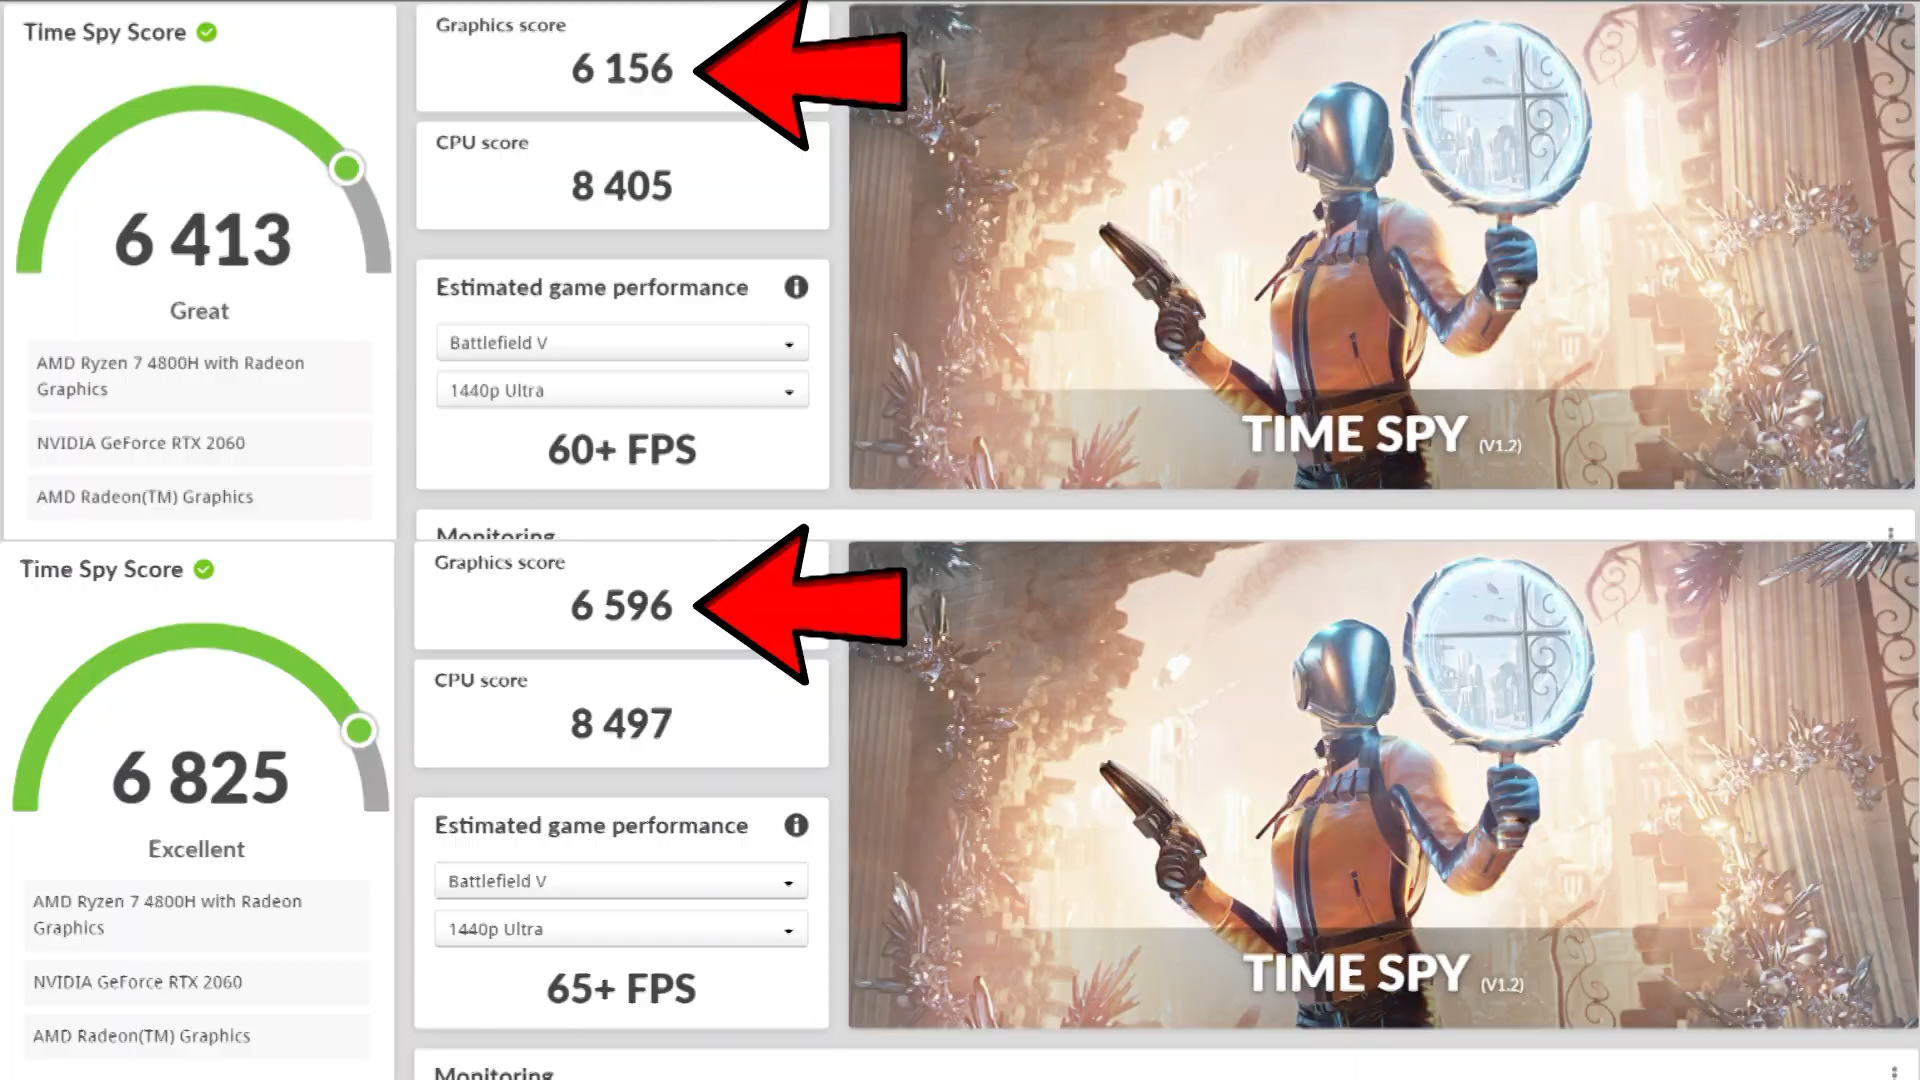 Time Spy Score
6 413
Great
AMD Ryzen 7 4800H with Radeon
Graphics
NVIDIA GeForce RTX 2060
AMD Radeon(TM) Graphics
Graphics score
6 156
CPU score
8 405
Estimated game performance
Battlefield V
1440p Ultra
60+ FPS
TIME SPY (V1.2)
Monitoring
Time Spy Score
6 825
Excellent
AMD Ryzen 7 4800H with Radeon
Graphics
NVIDIA GeForce RTX 2060
AMD Radeon(TM) Graphics
Graphics score
6 596
CPU score
8 497
Estimated game performance
Battlefield V
1440p Ultra
65+ FPS
TIME SPY (V1.2)
Monitoring